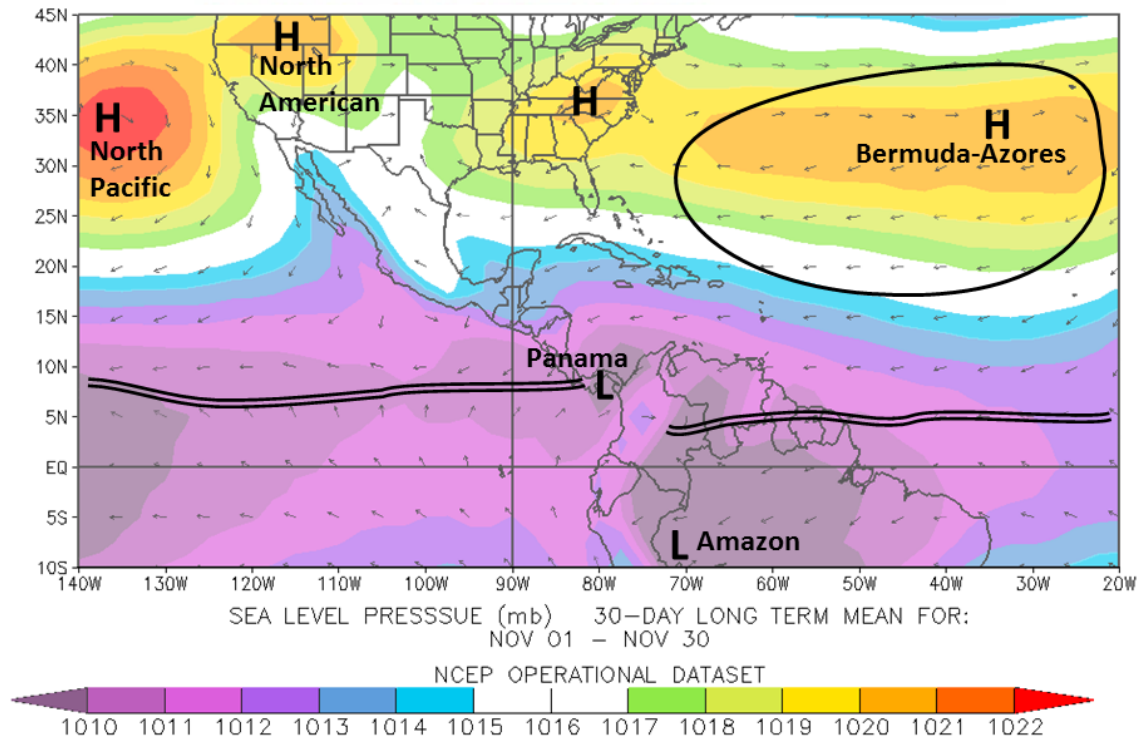 45N
40N
35N
30N
25N
20N
15N
10N
5N
EQ
5S
10S
H
North
American
H
North
Pacific
H
H
Bermuda-Azores
Panama
L
L Amazon
140W 130W 120W 110W 100W 90W 80W 70W 60W 50W 40W 30W 20W
SEA LEVEL PRESSSUE (mb) 30-DAY LONG TERM MEAN FOR:
NOV 01 – NOV 30
NCEP OPERATIONAL DATASET
1010 1011 1012 1013 1014 1015 1016 1017 1018 1019 1020 1021 1022